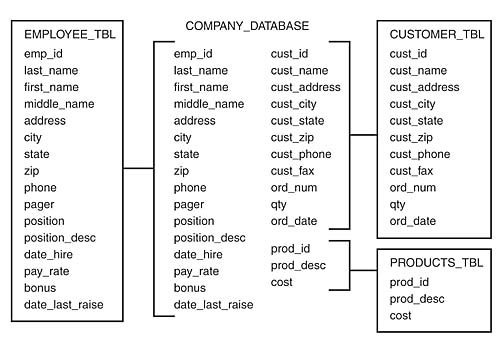 EMPLOYEE_TBL
emp_id
last_name
first_name
middle_name
address
city
state
zip
phone
pager
position
position_desc
date_hire
pay_rate
bonus
date_last_raise
COMPANY_DATABASE
emp_id
last_name
first_name
middle_name
address
city
state
zip
phone
pager
position
position_desc
date_hire
pay_rate
bonus
date_last_raise
cust_id
cust_name
cust_address
cust_city
cust_state
cust_zip
cust_phone
cust_fax
ord_num
qty
ord_date
prod_id
prod_desc
cost
CUSTOMER_TBL
cust_id
cust_name
cust_address
cust_city
cust_state
cust_zip
cust_phone
cust_fax
ord_num
qty
ord_date
PRODUCTS_TBL
prod_id
prod_desc
cost